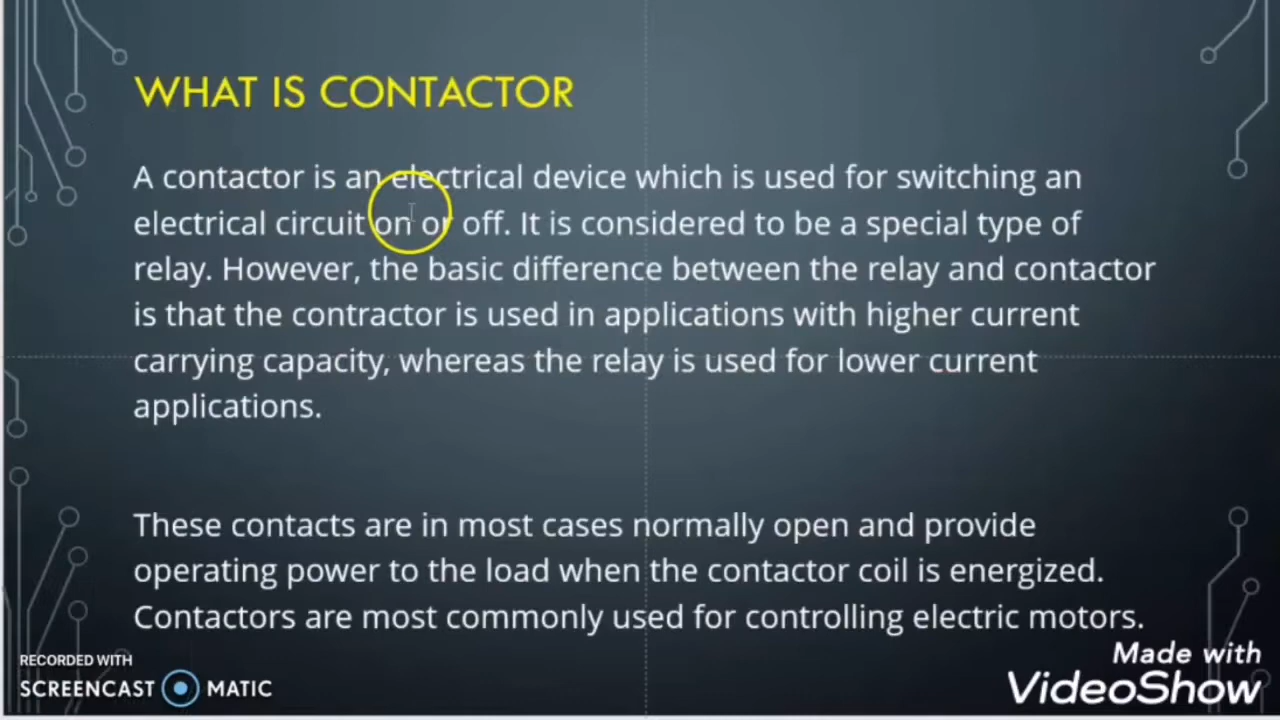 WHAT IS CONTACTOR
A contactor is an electrical device which is used for switching an
electrical circuit on or off. It is considered to be a special type of
relay. However, the basic difference between the relay and contactor
is that the contractor is used in applications with higher current
carrying capacity, whereas the relay is used for lower current
applications.
These contacts are in most cases normally open and provide
operating power to the load when the contactor coil is energized.
Contactors are most commonly used for controlling electric motors.
RECORDED WITH
SCREENCAST MATIC
Made with
VideoShow